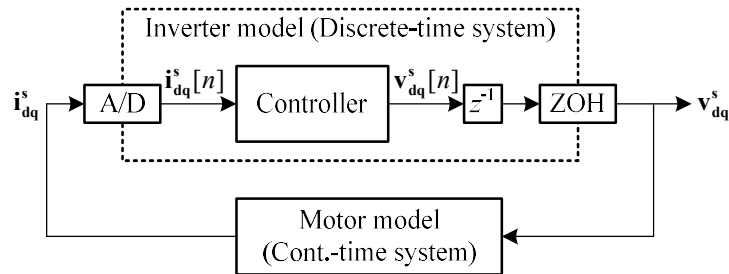 Inverter model (Discrete-time system)
i^s_dq
A/D
i^s_dq[n]
Controller
v^s_dq[n]
z^-1
ZOH
v^s_dq
Motor model
(Cont.-time system)